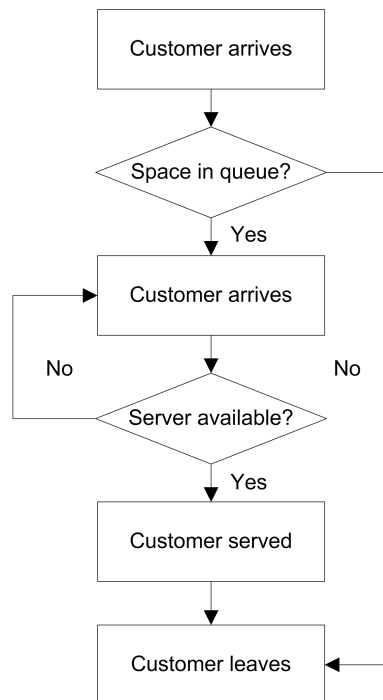 Customer arrives
Space in queue?
Yes
Customer arrives
No
No
Server available?
Yes
Customer served
Customer leaves